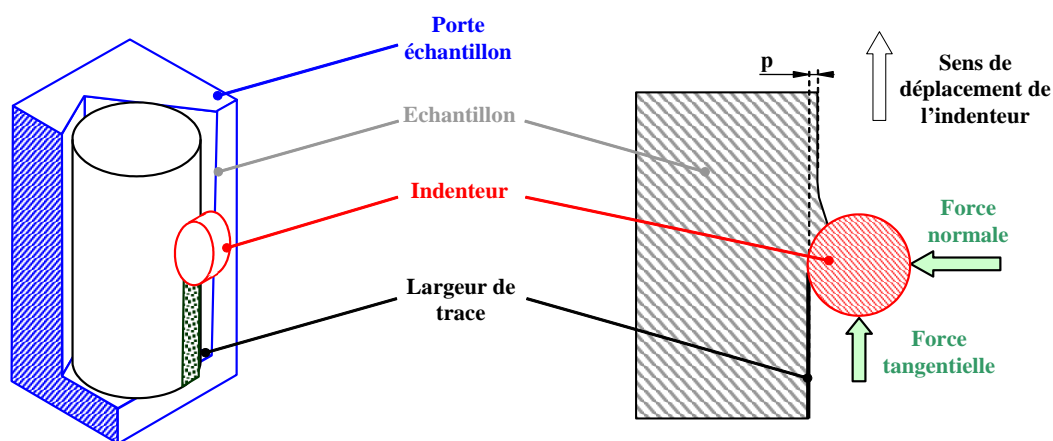 Porte
échantillon
Echantillon
Indenteur
Largeur de
trace
p
Sens de
déplacement de
l'indenteur
Force
normale
Force
tangentielle